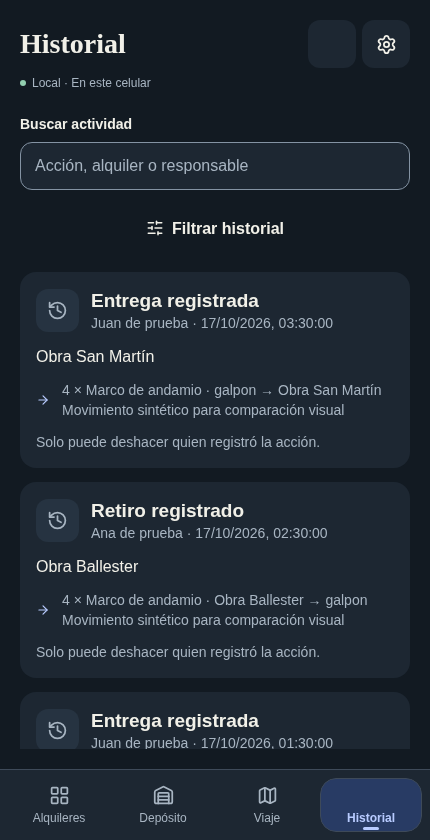 Historial
Local · En este celular
Buscar actividad
Acción, alquiler o responsable
Filtrar historial
Entrega registrada
Juan de prueba · 17/10/2026, 03:30:00
Obra San Martín
4 × Marco de andamio · galpon → Obra San Martín
Movimiento sintético para comparación visual
Solo puede deshacer quien registró la acción.
Retiro registrado
Ana de prueba · 17/10/2026, 02:30:00
Obra Ballester
4 × Marco de andamio · Obra Ballester → galpon
Movimiento sintético para comparación visual
Solo puede deshacer quien registró la acción.
Entrega registrada
Juan de prueba · 17/10/2026, 01:30:00
Alquileres
Depósito
Viaje
Historial